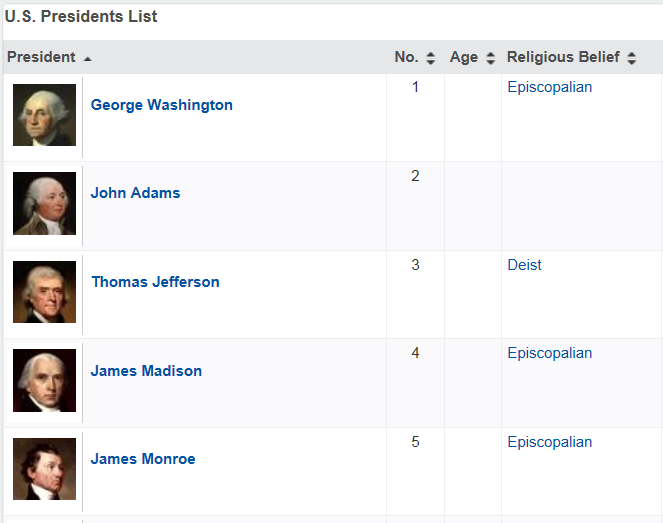 U.S. Presidents List
President No. Age Religious Belief
George Washington 1 Episcopalian
John Adams 2
Thomas Jefferson 3 Deist
James Madison 4 Episcopalian
James Monroe 5 Episcopalian